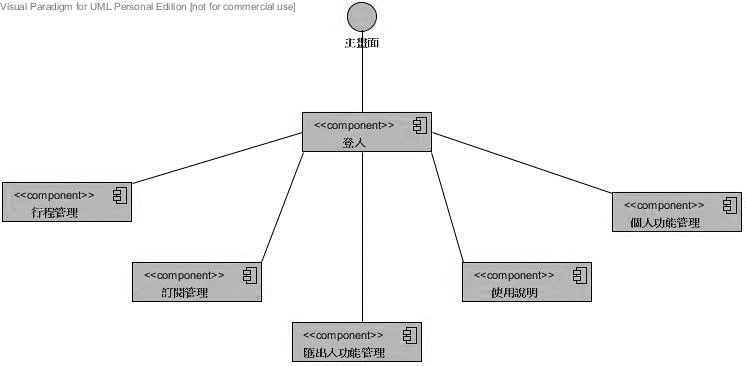 Visual Paradigm for UML Personal Edition [not for commercial use]
主畫面
<<component>>
登入
<<component>>
行程管理
<<component>>
個人功能管理
<<component>>
訂閱管理
<<component>>
使用說明
<<component>>
匯出入功能管理